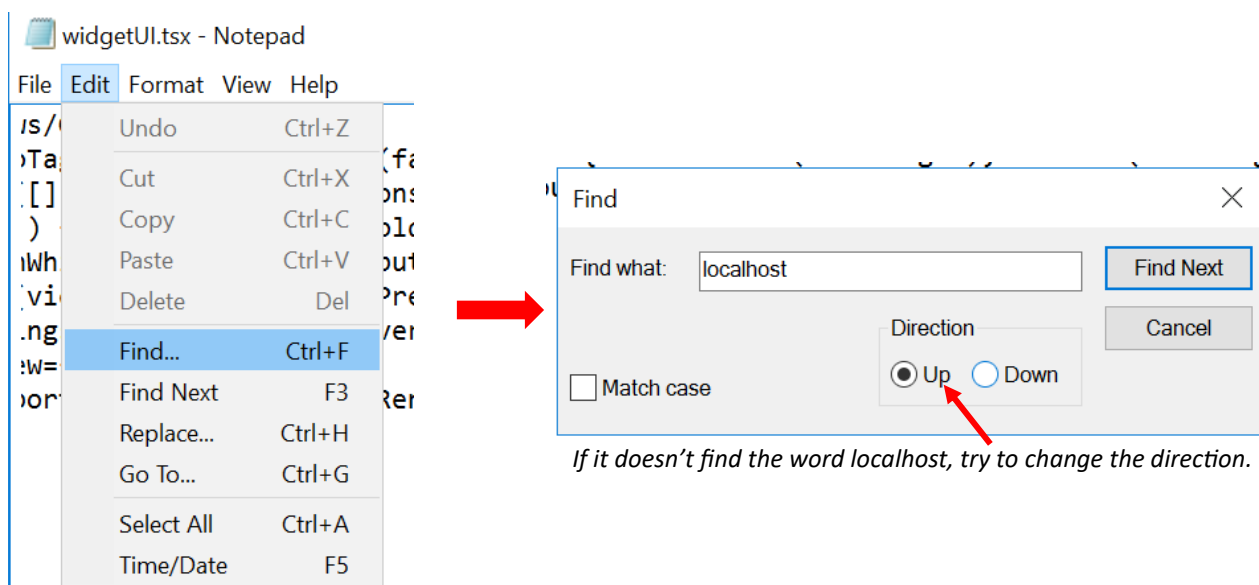 widgetUI.tsx - Notepad
File Edit Format View Help
Undo Ctrl+Z
Cut Ctrl+X
Copy Ctrl+C
Paste Ctrl+V
Delete Del
Find... Ctrl+F
Find Next F3
Replace... Ctrl+H
Go To... Ctrl+G
Select All Ctrl+A
Time/Date F5
Find
Find what: localhost Find Next
Direction Cancel
Match case Up Down
If it doesn’t find the word localhost, try to change the direction.